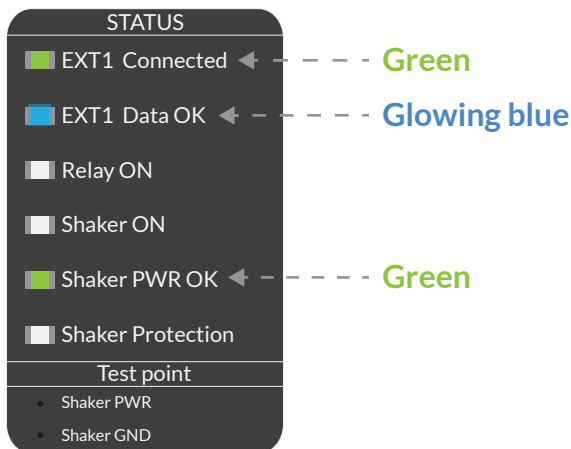 STATUS
EXT1 Connected
Green
EXT1 Data OK
Glowing blue
Relay ON
Shaker ON
Shaker PWR OK
Green
Shaker Protection
Test point
Shaker PWR
Shaker GND